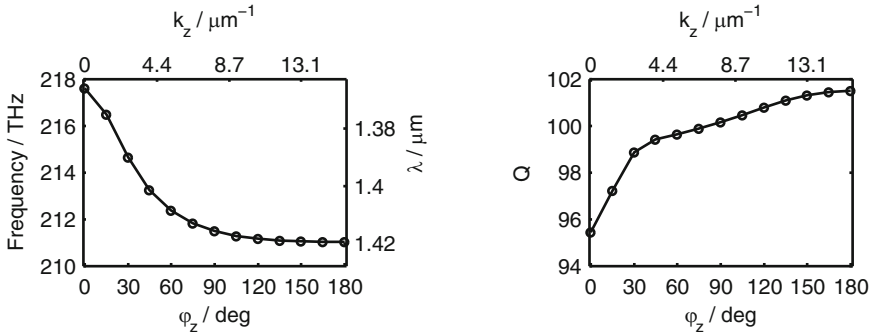 k_z / μm⁻¹
0 4.4 8.7 13.1
218
216
214
212
210
Frequency / THz
1.38
1.4
1.42
λ / μm
0 30 60 90 120 150 180
φ_z / deg
k_z / μm⁻¹
0 4.4 8.7 13.1
102
100
98
96
94
Q
0 30 60 90 120 150 180
φ_z / deg